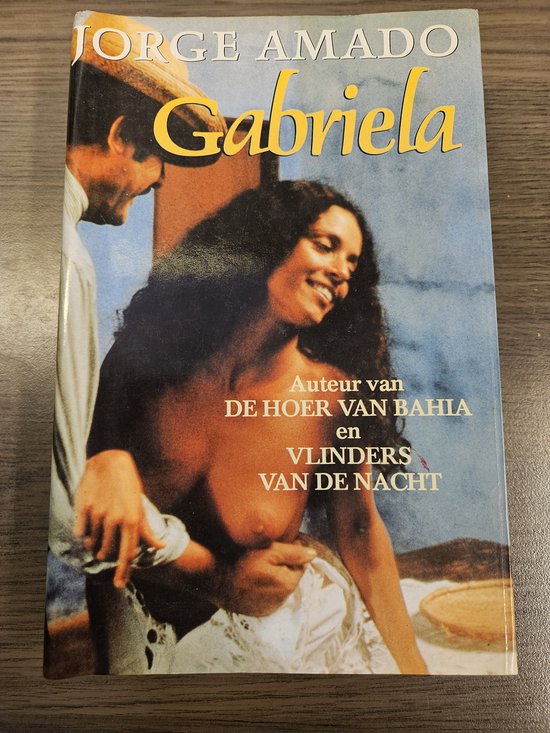 JORGE AMADO
Gabriela
Auteur van
DE HOER VAN BAHIA
en
VLINDERS
VAN DE NACHT